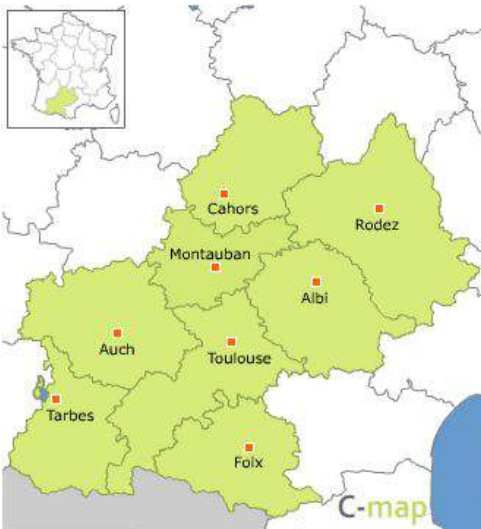 Cahors
Rodez
Montauban
Albi
Auch
Toulouse
Tarbes
Foix
C-map